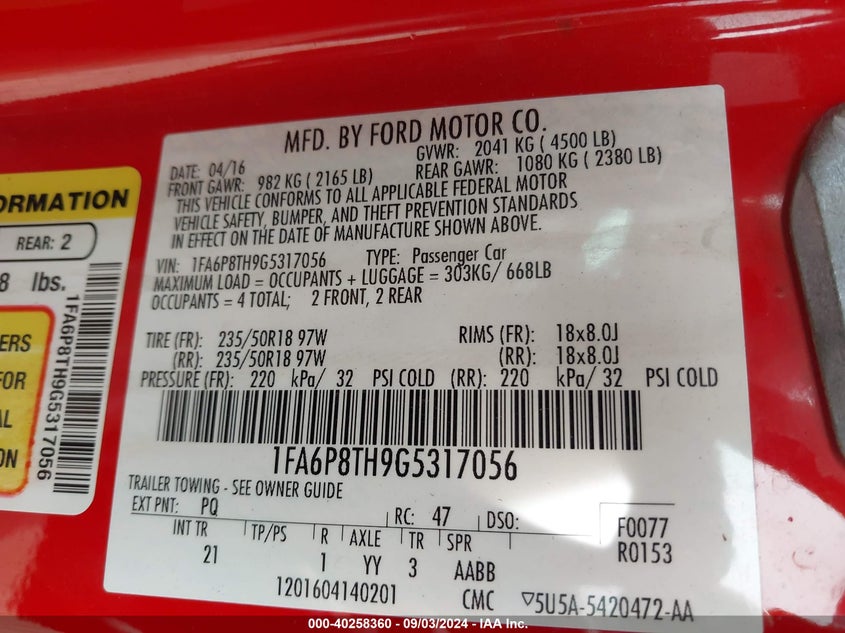 MFD. BY FORD MOTOR CO.
DATE: 04/16 GVWR: 2041 KG ( 4500 LB)
FRONT GAWR: 982 KG ( 2165 LB) REAR GAWR: 1080 KG ( 2380 LB)
THIS VEHICLE CONFORMS TO ALL APPLICABLE FEDERAL MOTOR
VEHICLE SAFETY, BUMPER, AND THEFT PREVENTION STANDARDS
IN EFFECT ON THE DATE OF MANUFACTURE SHOWN ABOVE.
VIN: 1FA6P8TH9G5317056 TYPE: Passenger Car
MAXIMUM LOAD = OCCUPANTS + LUGGAGE = 303KG/ 668LB
OCCUPANTS = 4 TOTAL; 2 FRONT, 2 REAR
TIRE (FR): 235/50R18 97W RIMS (FR): 18x8.0J
(RR): 235/50R18 97W (RR): 18x8.0J
PRESSURE (FR): 220 kPa/ 32 PSI COLD (RR): 220 kPa/ 32 PSI COLD
1FA6P8TH9G5317056
TRAILER TOWING - SEE OWNER GUIDE
EXT PNT: PQ RC: 47 DSO: F0077
INT TR TP/PS R AXLE TR SPR R0153
21 1 YY 3 AABB
1201604140201 CMC ▽5U5A-5420472-AA
ORMATION
REAR: 2
8 lbs.
ERS
FOR
AL
ON
1FA6P8TH9G5317056
000-40258360 - 09/03/2024 - IAA Inc.